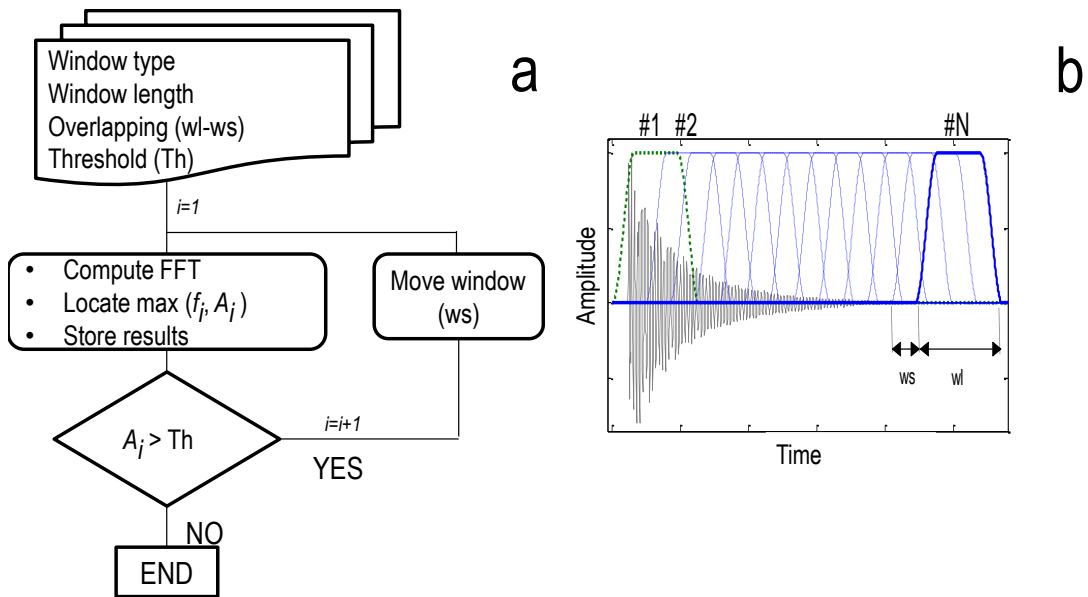 a
Window type
Window length
Overlapping (wl-ws)
Threshold (Th)
i=1
• Compute FFT
• Locate max (fi, Ai )
• Store results
Move window
(ws)
Ai > Th
i=i+1
YES
NO
END
b
#1 #2 #N
Amplitude
ws wl
Time